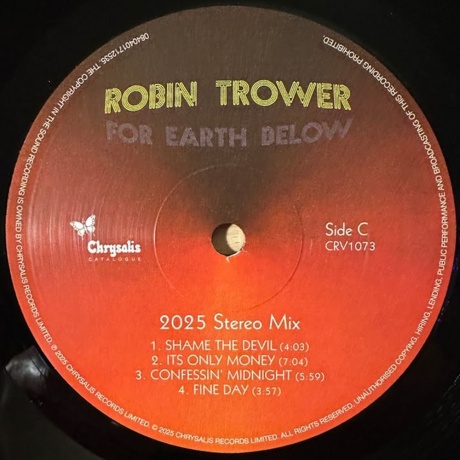 ROBIN TROWER
FOR EARTH BELOW
Chrysalis
CATALOGUE
Side C
CRV1073
2025 Stereo Mix
1. SHAME THE DEVIL (4:03)
2. ITS ONLY MONEY (7:04)
3. CONFESSIN' MIDNIGHT (5:59)
4. FINE DAY (3:57)
084041712535. THE COPYRIGHT IN THE SOUND RECORDING IS OWNED BY CHRYSALIS RECORDS LIMITED. ℗ 2025 CHRYSALIS RECORDS LIMITED. © 2025 CHRYSALIS RECORDS LIMITED. ALL RIGHTS RESERVED. UNAUTHORISED COPYING, HIRING, LENDING, PUBLIC PERFORMANCE AND BROADCASTING OF THIS RECORDING PROHIBITED.